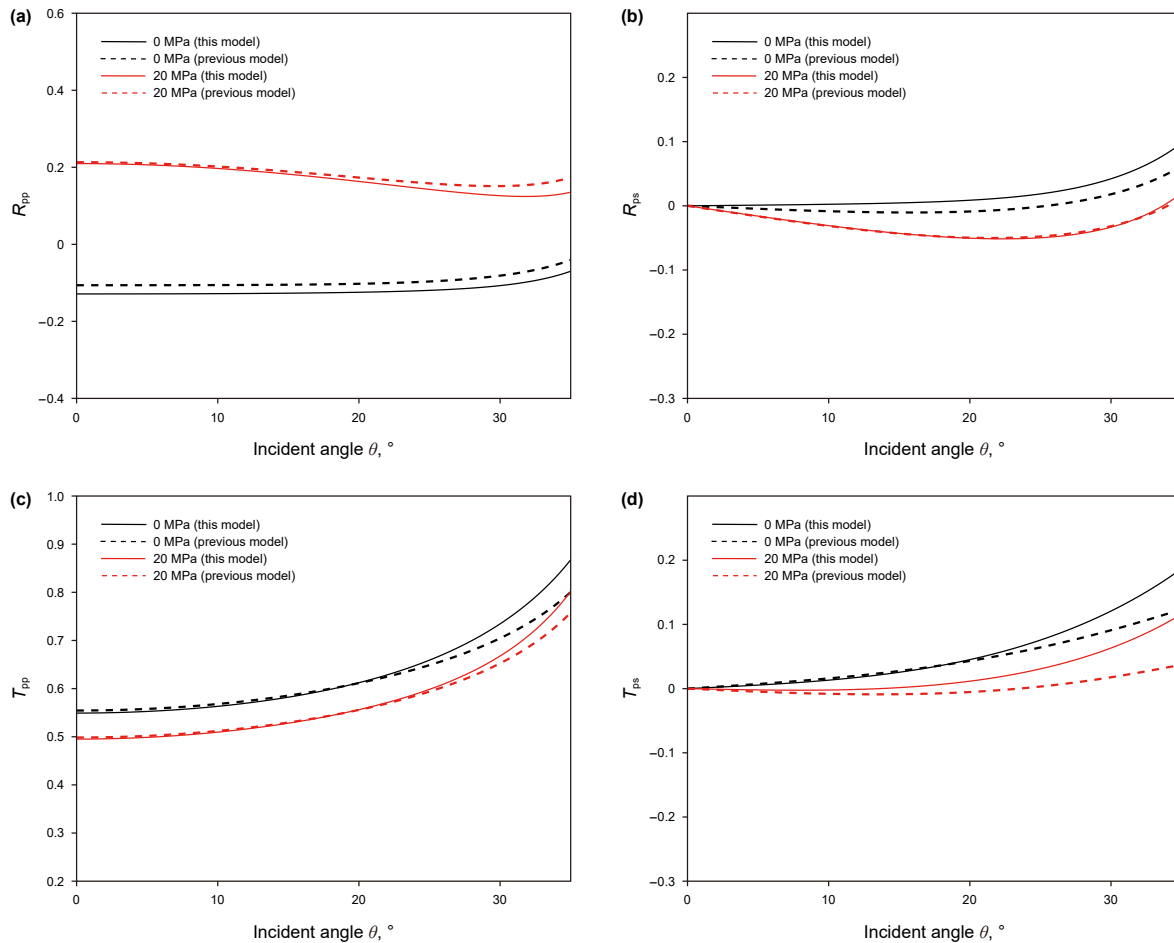 (a)
0.6
0.4
0.2
0
–0.2
–0.4
R_pp
0 MPa (this model)
0 MPa (previous model)
20 MPa (this model)
20 MPa (previous model)
0
10
20
30
Incident angle θ, °
(b)
0.2
0.1
0
–0.1
–0.2
–0.3
R_ps
0 MPa (this model)
0 MPa (previous model)
20 MPa (this model)
20 MPa (previous model)
0
10
20
30
Incident angle θ, °
(c)
1.0
0.9
0.8
0.7
0.6
0.5
0.4
0.3
0.2
T_pp
0 MPa (this model)
0 MPa (previous model)
20 MPa (this model)
20 MPa (previous model)
0
10
20
30
Incident angle θ, °
(d)
0.2
0.1
0
–0.1
–0.2
–0.3
T_ps
0 MPa (this model)
0 MPa (previous model)
20 MPa (this model)
20 MPa (previous model)
0
10
20
30
Incident angle θ, °